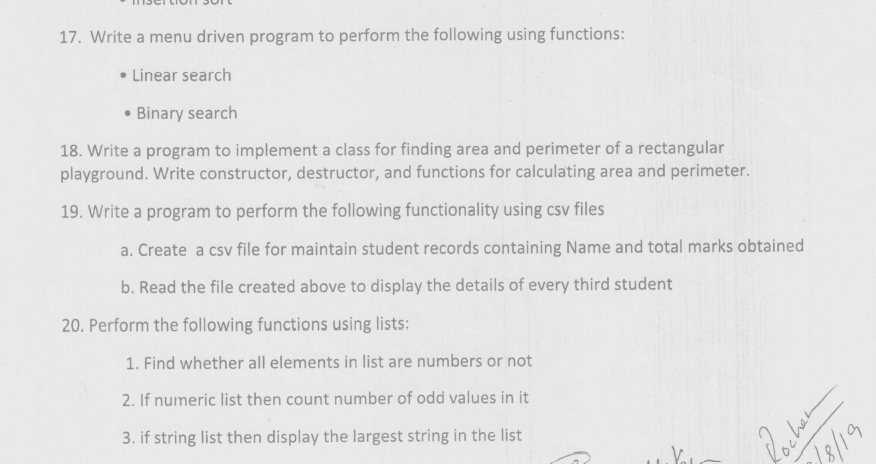 • Insertion sort
17. Write a menu driven program to perform the following using functions:
• Linear search
• Binary search
18. Write a program to implement a class for finding area and perimeter of a rectangular
playground. Write constructor, destructor, and functions for calculating area and perimeter.
19. Write a program to perform the following functionality using csv files
a. Create a csv file for maintain student records containing Name and total marks obtained
b. Read the file created above to display the details of every third student
20. Perform the following functions using lists:
1. Find whether all elements in list are numbers or not
2. If numeric list then count number of odd values in it
3. if string list then display the largest string in the list
/8/19